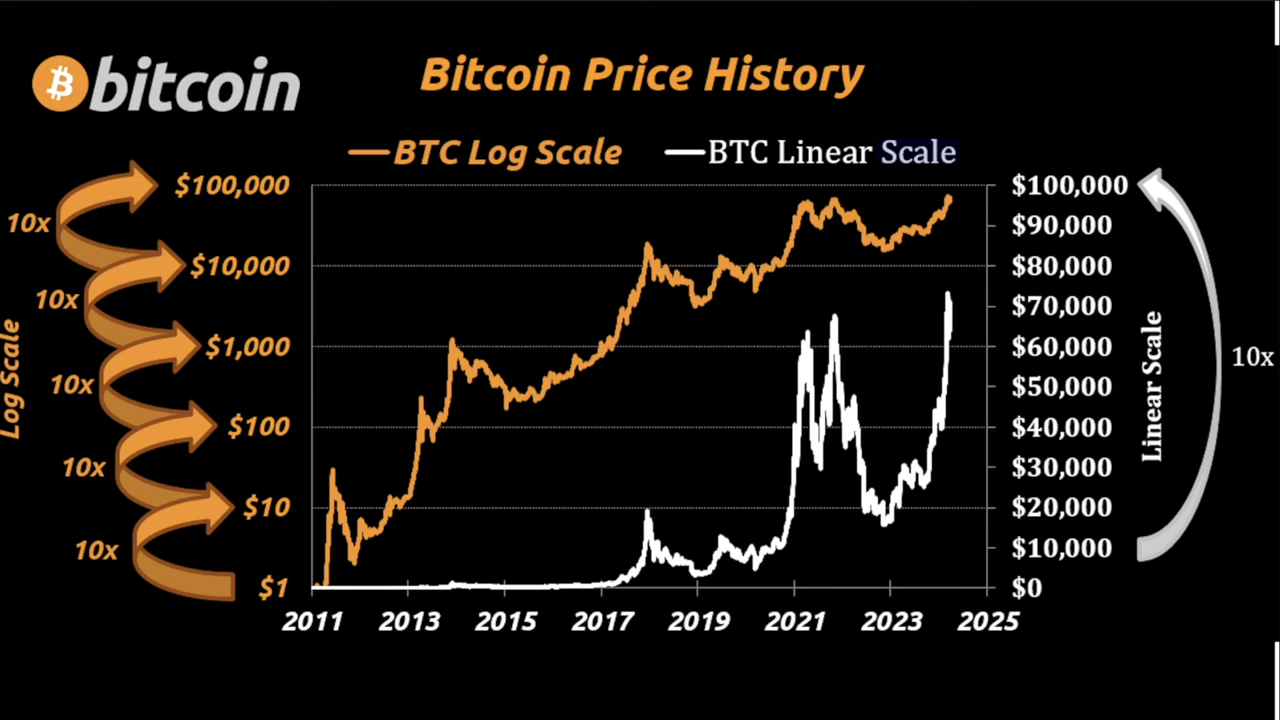 bitcoin
Bitcoin Price History
BTC Log Scale
BTC Linear Scale
Log Scale
10x
10x
10x
10x
10x
$100,000
$10,000
$1,000
$100
$10
$1
$100,000
$90,000
$80,000
$70,000
$60,000
$50,000
$40,000
$30,000
$20,000
$10,000
$0
Linear Scale
10x
2011 2013 2015 2017 2019 2021 2023 2025